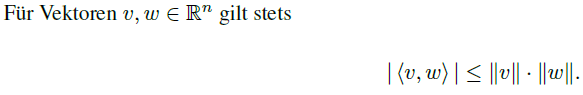 Für Vektoren v, w ∈ ℝⁿ gilt stets
| ⟨v, w⟩ | ≤ ‖v‖ · ‖w‖.